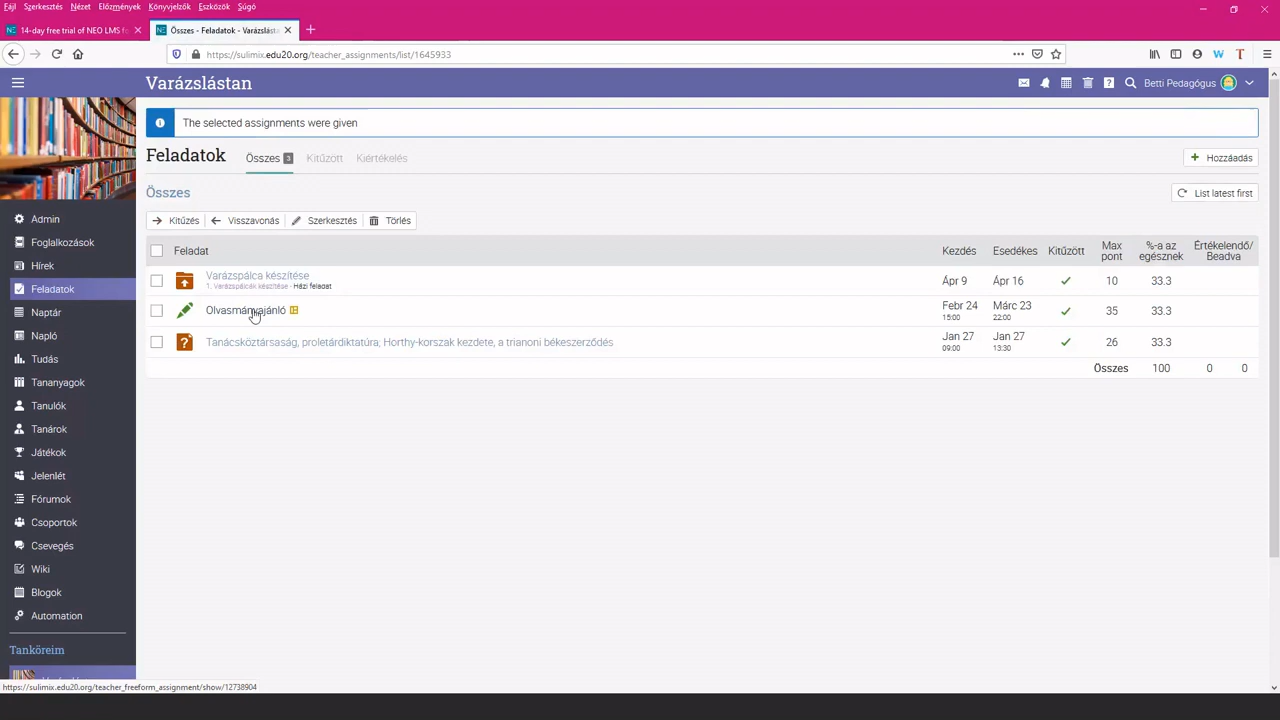 Fájl Szerkesztés Nézet Előzmények Könyvjelzők Eszközök Súgó
14-day free trial of NEO LMS f
Összes - Feladatok - Varázslást
https://sulimix.edu20.org/teacher_assignments/list/1645933
Varázslástan
Betti Pedagógus
The selected assignments were given
Feladatok
Összes 3
Kitűzött
Kiértékelés
Hozzáadás
Összes
List latest first
Kitűzés
Visszavonás
Szerkesztés
Törlés
Feladat Kezdés Esedékes Kitűzött Max pont %-a az egésznek Értékelendő/ Beadva
Varázspálca készítése Ápr 9 Ápr 16 10 33.3
1. Varázspálcák készítése - Házi feladat
Olvasmányajánló Febr 24 Márc 23 35 33.3
15:00 22:00
Tanácsköztársaság, proletárdiktatúra, Horthy-korszak kezdete, a trianoni békeszerződés Jan 27 Jan 27 26 33.3
09:00 13:30
Összes 100 0 0
Admin
Foglalkozások
Hírek
Feladatok
Naptár
Napló
Tudás
Tananyagok
Tanulók
Tanárok
Játékok
Jelenlét
Fórumok
Csoportok
Csevegés
Wiki
Blogok
Automation
Tanköreim
https://sulimix.edu20.org/teacher_freeform_assignment/show/12738904